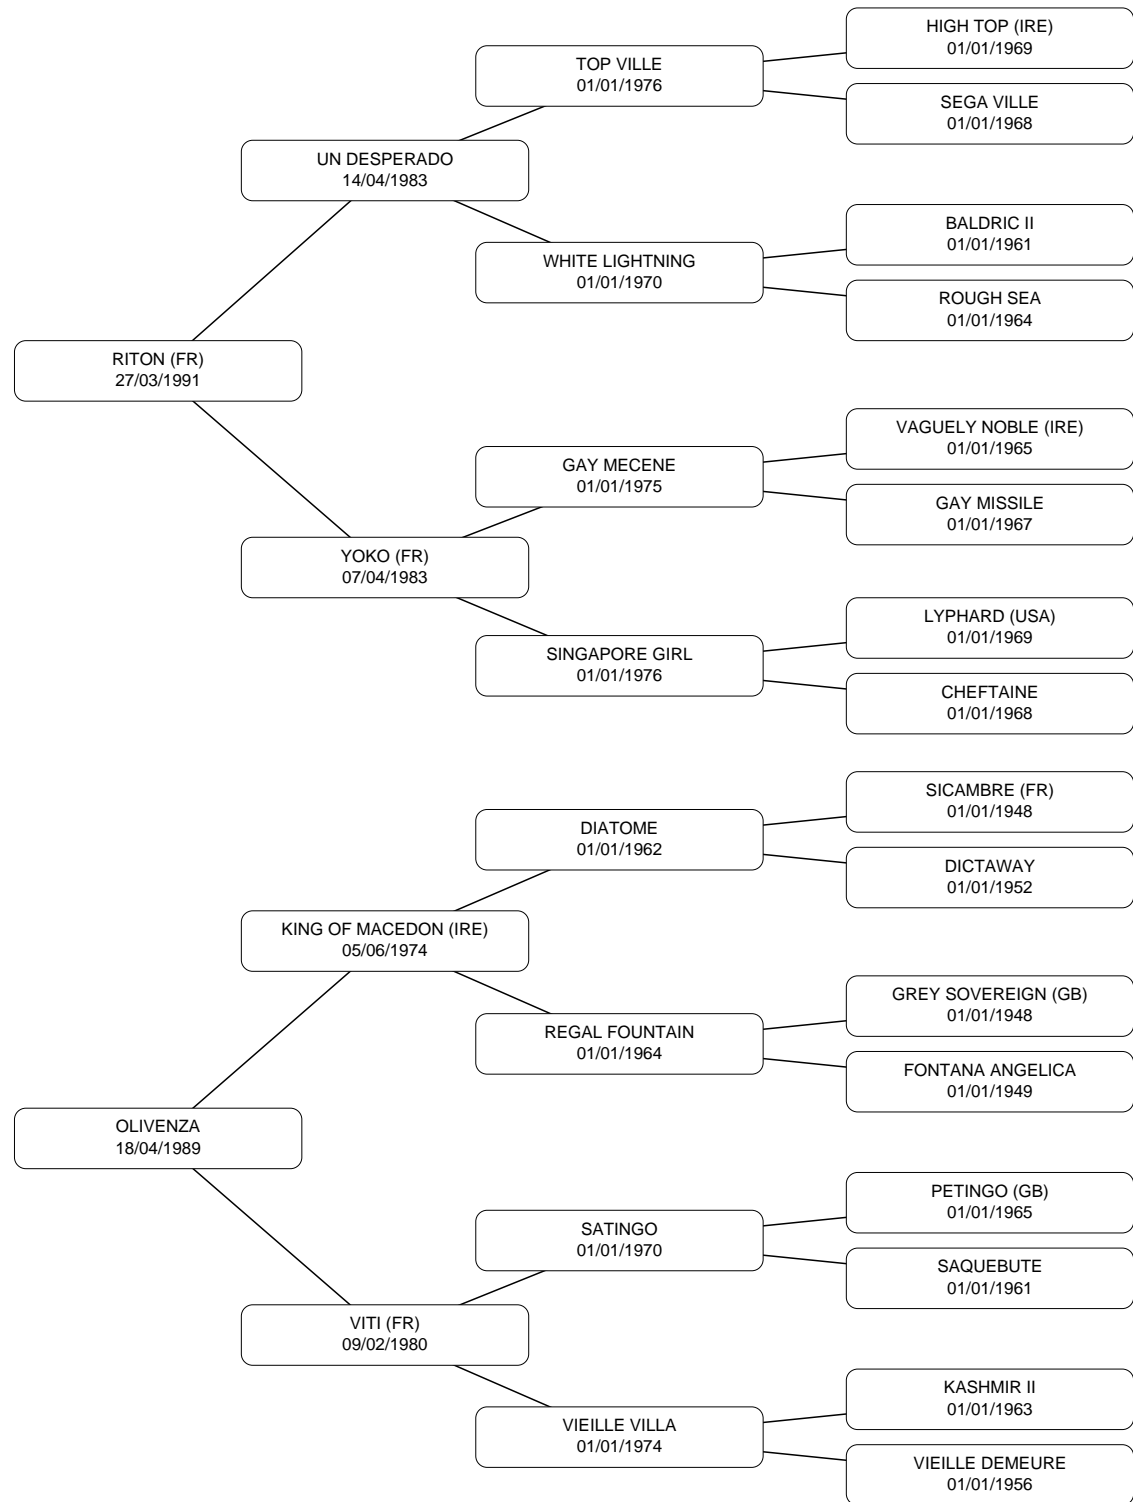 HIGH TOP (IRE)
01/01/1969
TOP VILLE
01/01/1976
SEGA VILLE
01/01/1968
UN DESPERADO
14/04/1983
BALDRIC II
01/01/1961
WHITE LIGHTNING
01/01/1970
ROUGH SEA
01/01/1964
RITON (FR)
27/03/1991
VAGUELY NOBLE (IRE)
01/01/1965
GAY MECENE
01/01/1975
GAY MISSILE
01/01/1967
YOKO (FR)
07/04/1983
LYPHARD (USA)
01/01/1969
SINGAPORE GIRL
01/01/1976
CHEFTAINE
01/01/1968
SICAMBRE (FR)
01/01/1948
DIATOME
01/01/1962
DICTAWAY
01/01/1952
KING OF MACEDON (IRE)
05/06/1974
GREY SOVEREIGN (GB)
01/01/1948
REGAL FOUNTAIN
01/01/1964
FONTANA ANGELICA
01/01/1949
OLIVENZA
18/04/1989
PETINGO (GB)
01/01/1965
SATINGO
01/01/1970
SAQUEBUTE
01/01/1961
VITI (FR)
09/02/1980
KASHMIR II
01/01/1963
VIEILLE VILLA
01/01/1974
VIEILLE DEMEURE
01/01/1956